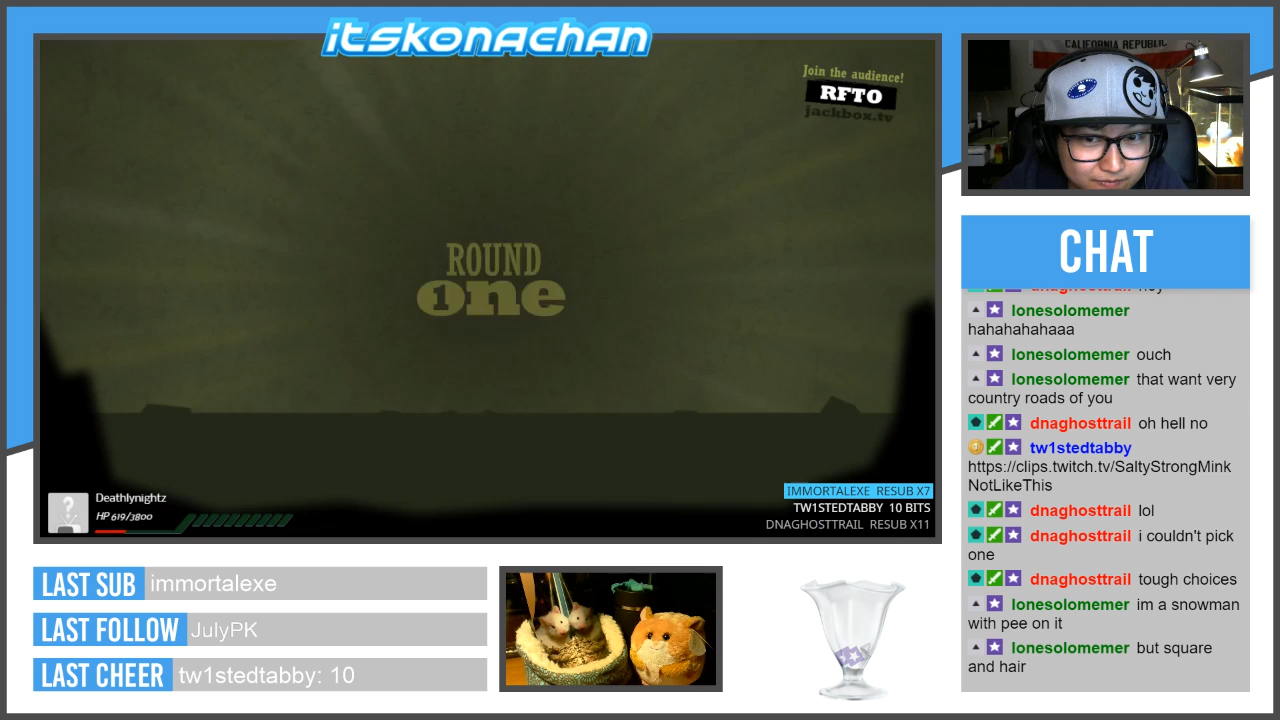 itskonachan
CALIFORNIA REPUBLIC
Join the audience!
RFTO
jackbox.tv
ROUND
one
1
Deathlynightz
HP 619/3800
IMMORTALEXE RESUB X7
TW1STEDTABBY 10 BITS
DNAGHOSTTRAIL RESUB X11
LAST SUB immortalexe
LAST FOLLOW JulyPK
LAST CHEER tw1stedtabby: 10
CHAT
lonesolomemer
hahahahahaaa
lonesolomemer ouch
lonesolomemer that want very
country roads of you
dnaghosttrail oh hell no
tw1stedtabby
https://clips.twitch.tv/SaltyStrongMink
NotLikeThis
dnaghosttrail lol
dnaghosttrail i couldn't pick
one
dnaghosttrail tough choices
lonesolomemer im a snowman
with pee on it
lonesolomemer but square
and hair